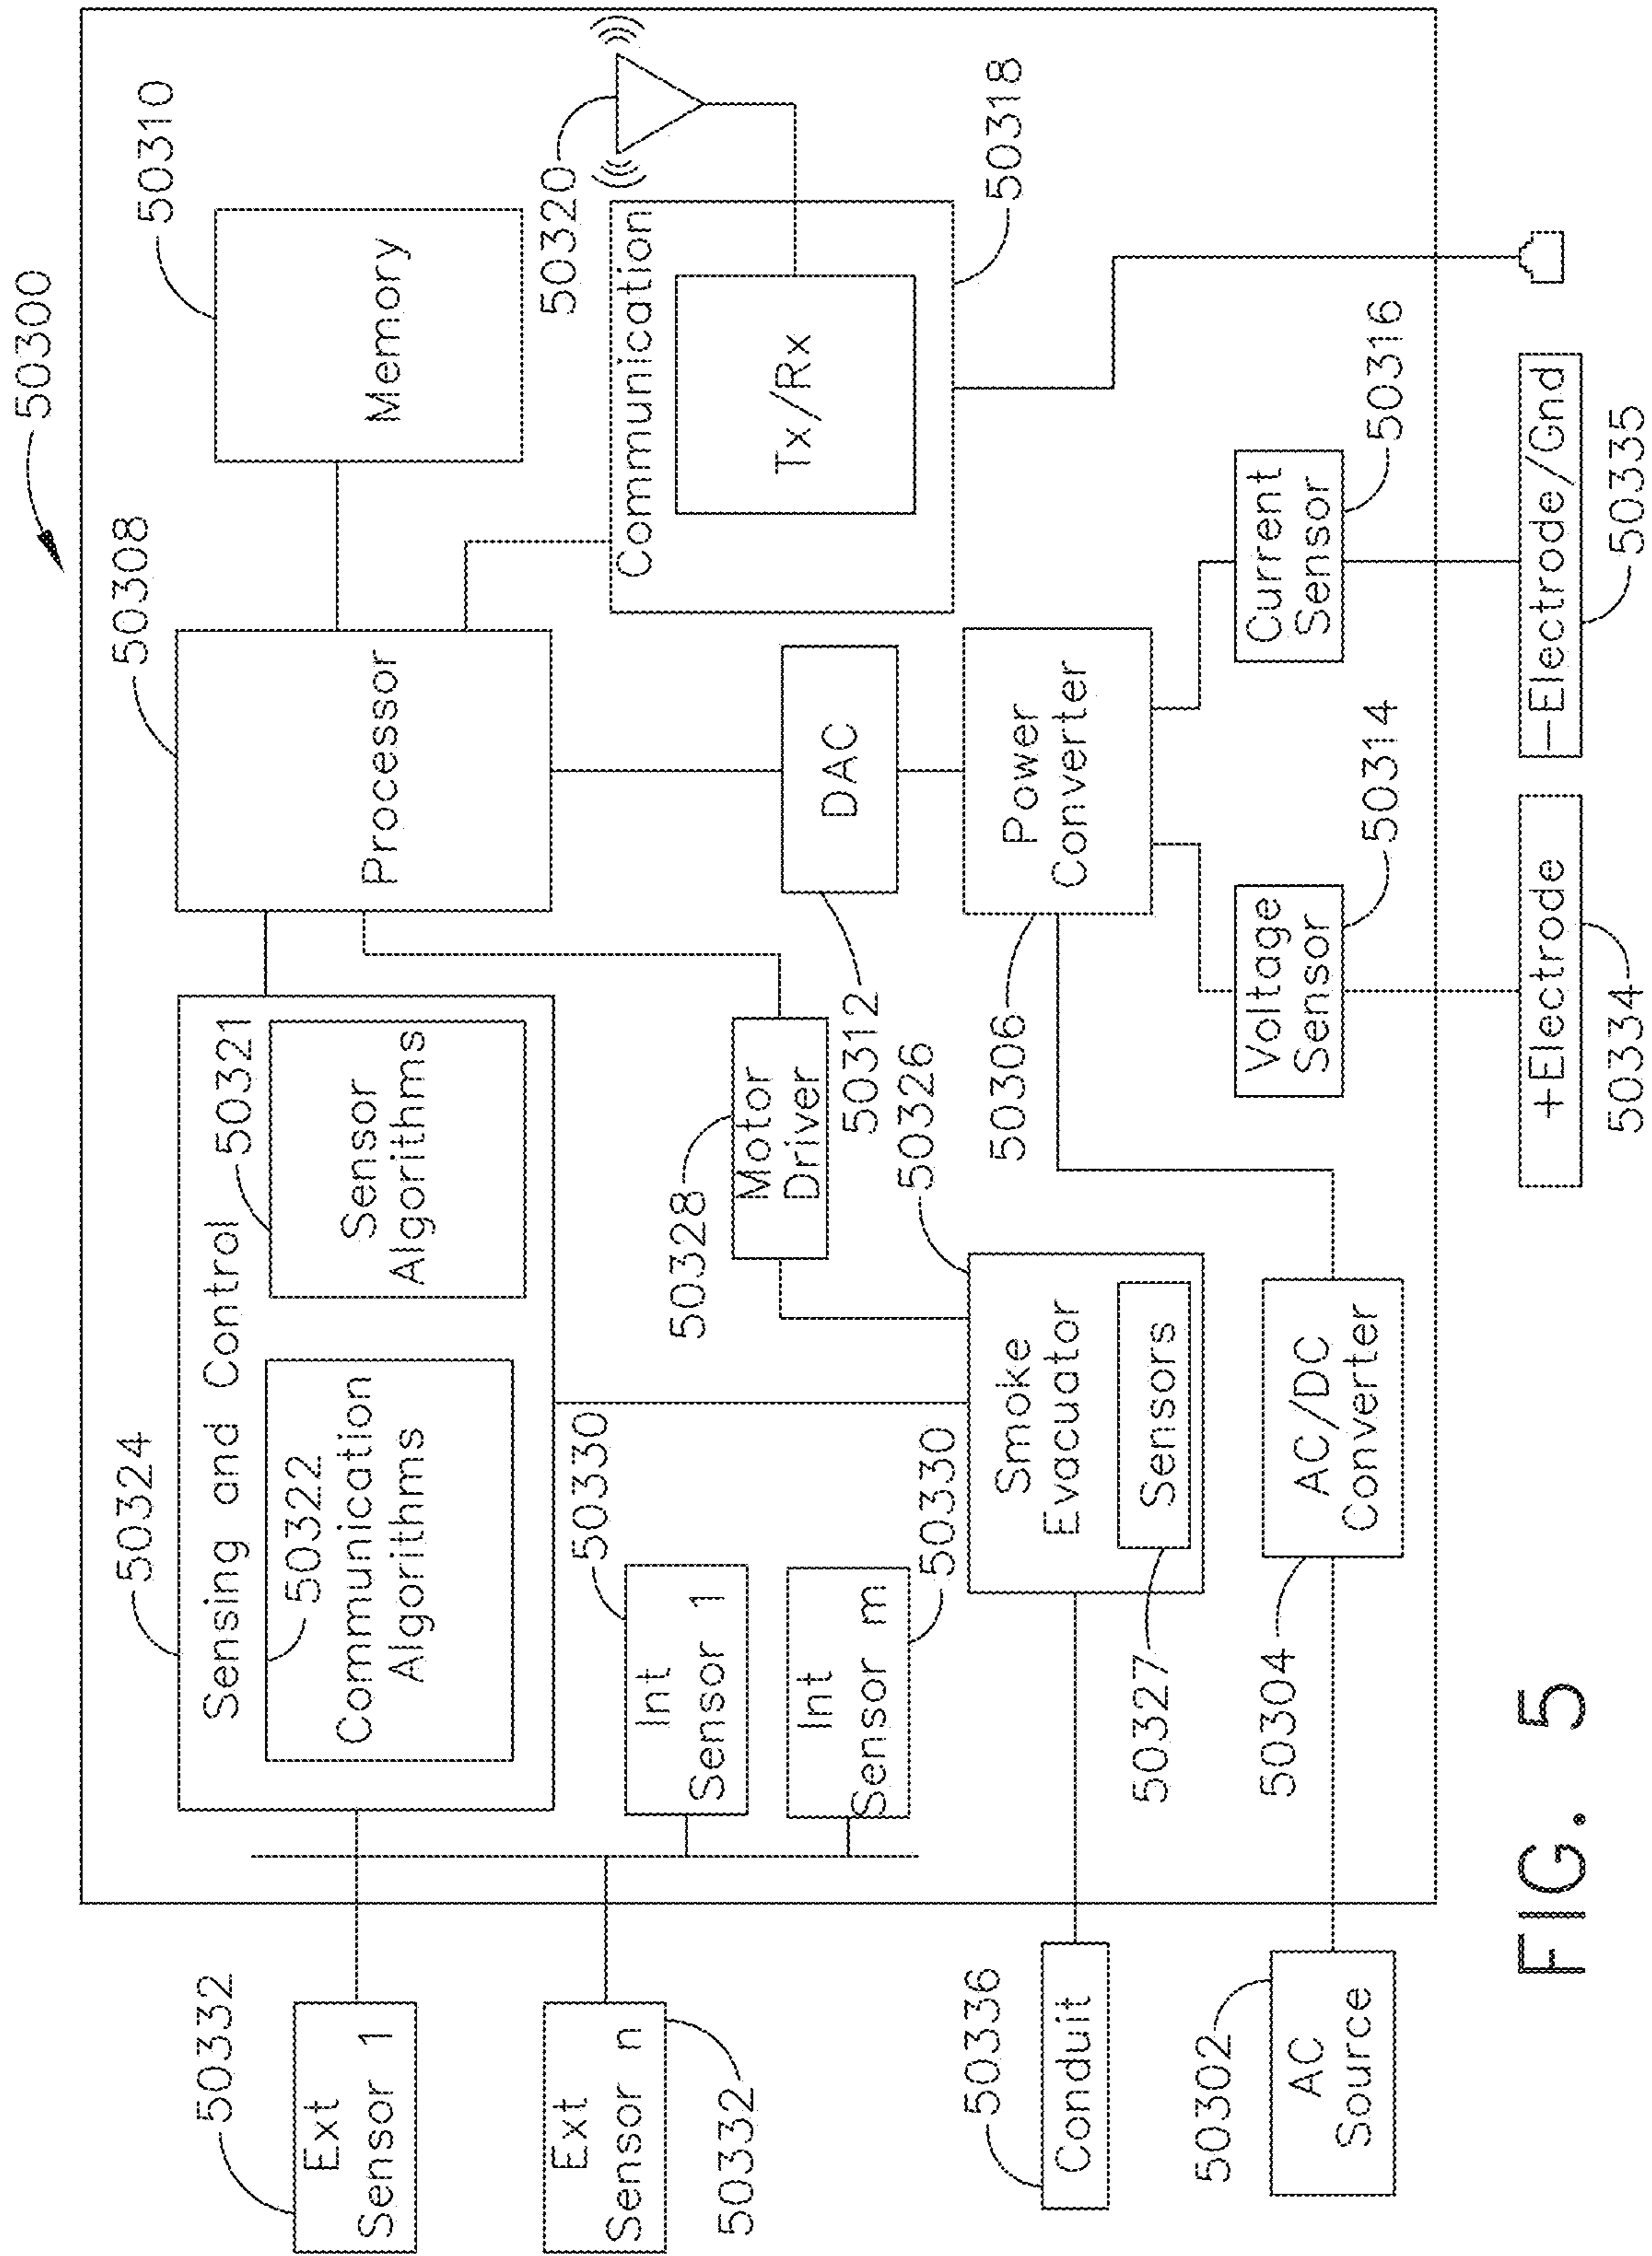 50300
50324
Sensing and Control
50322
Communication
Algorithms
50321
Sensor
Algorithms
50308
Processor
50310
Memory
50332
Ext
Sensor 1
Ext
Sensor n
50332
50330
Int
Sensor 1
Int
Sensor m
50330
50328
Motor
Driver
50312
DAC
50320
Communication
Tx/Rx
50318
50336
Conduit
50326
Smoke
Evacuator
Sensors
50327
50306
Power
Converter
50302
AC
Source
50304
AC/DC
Converter
Voltage
Sensor
50314
Current
Sensor
50316
+Electrode
50334
–Electrode/Gnd
50335
FIG. 5